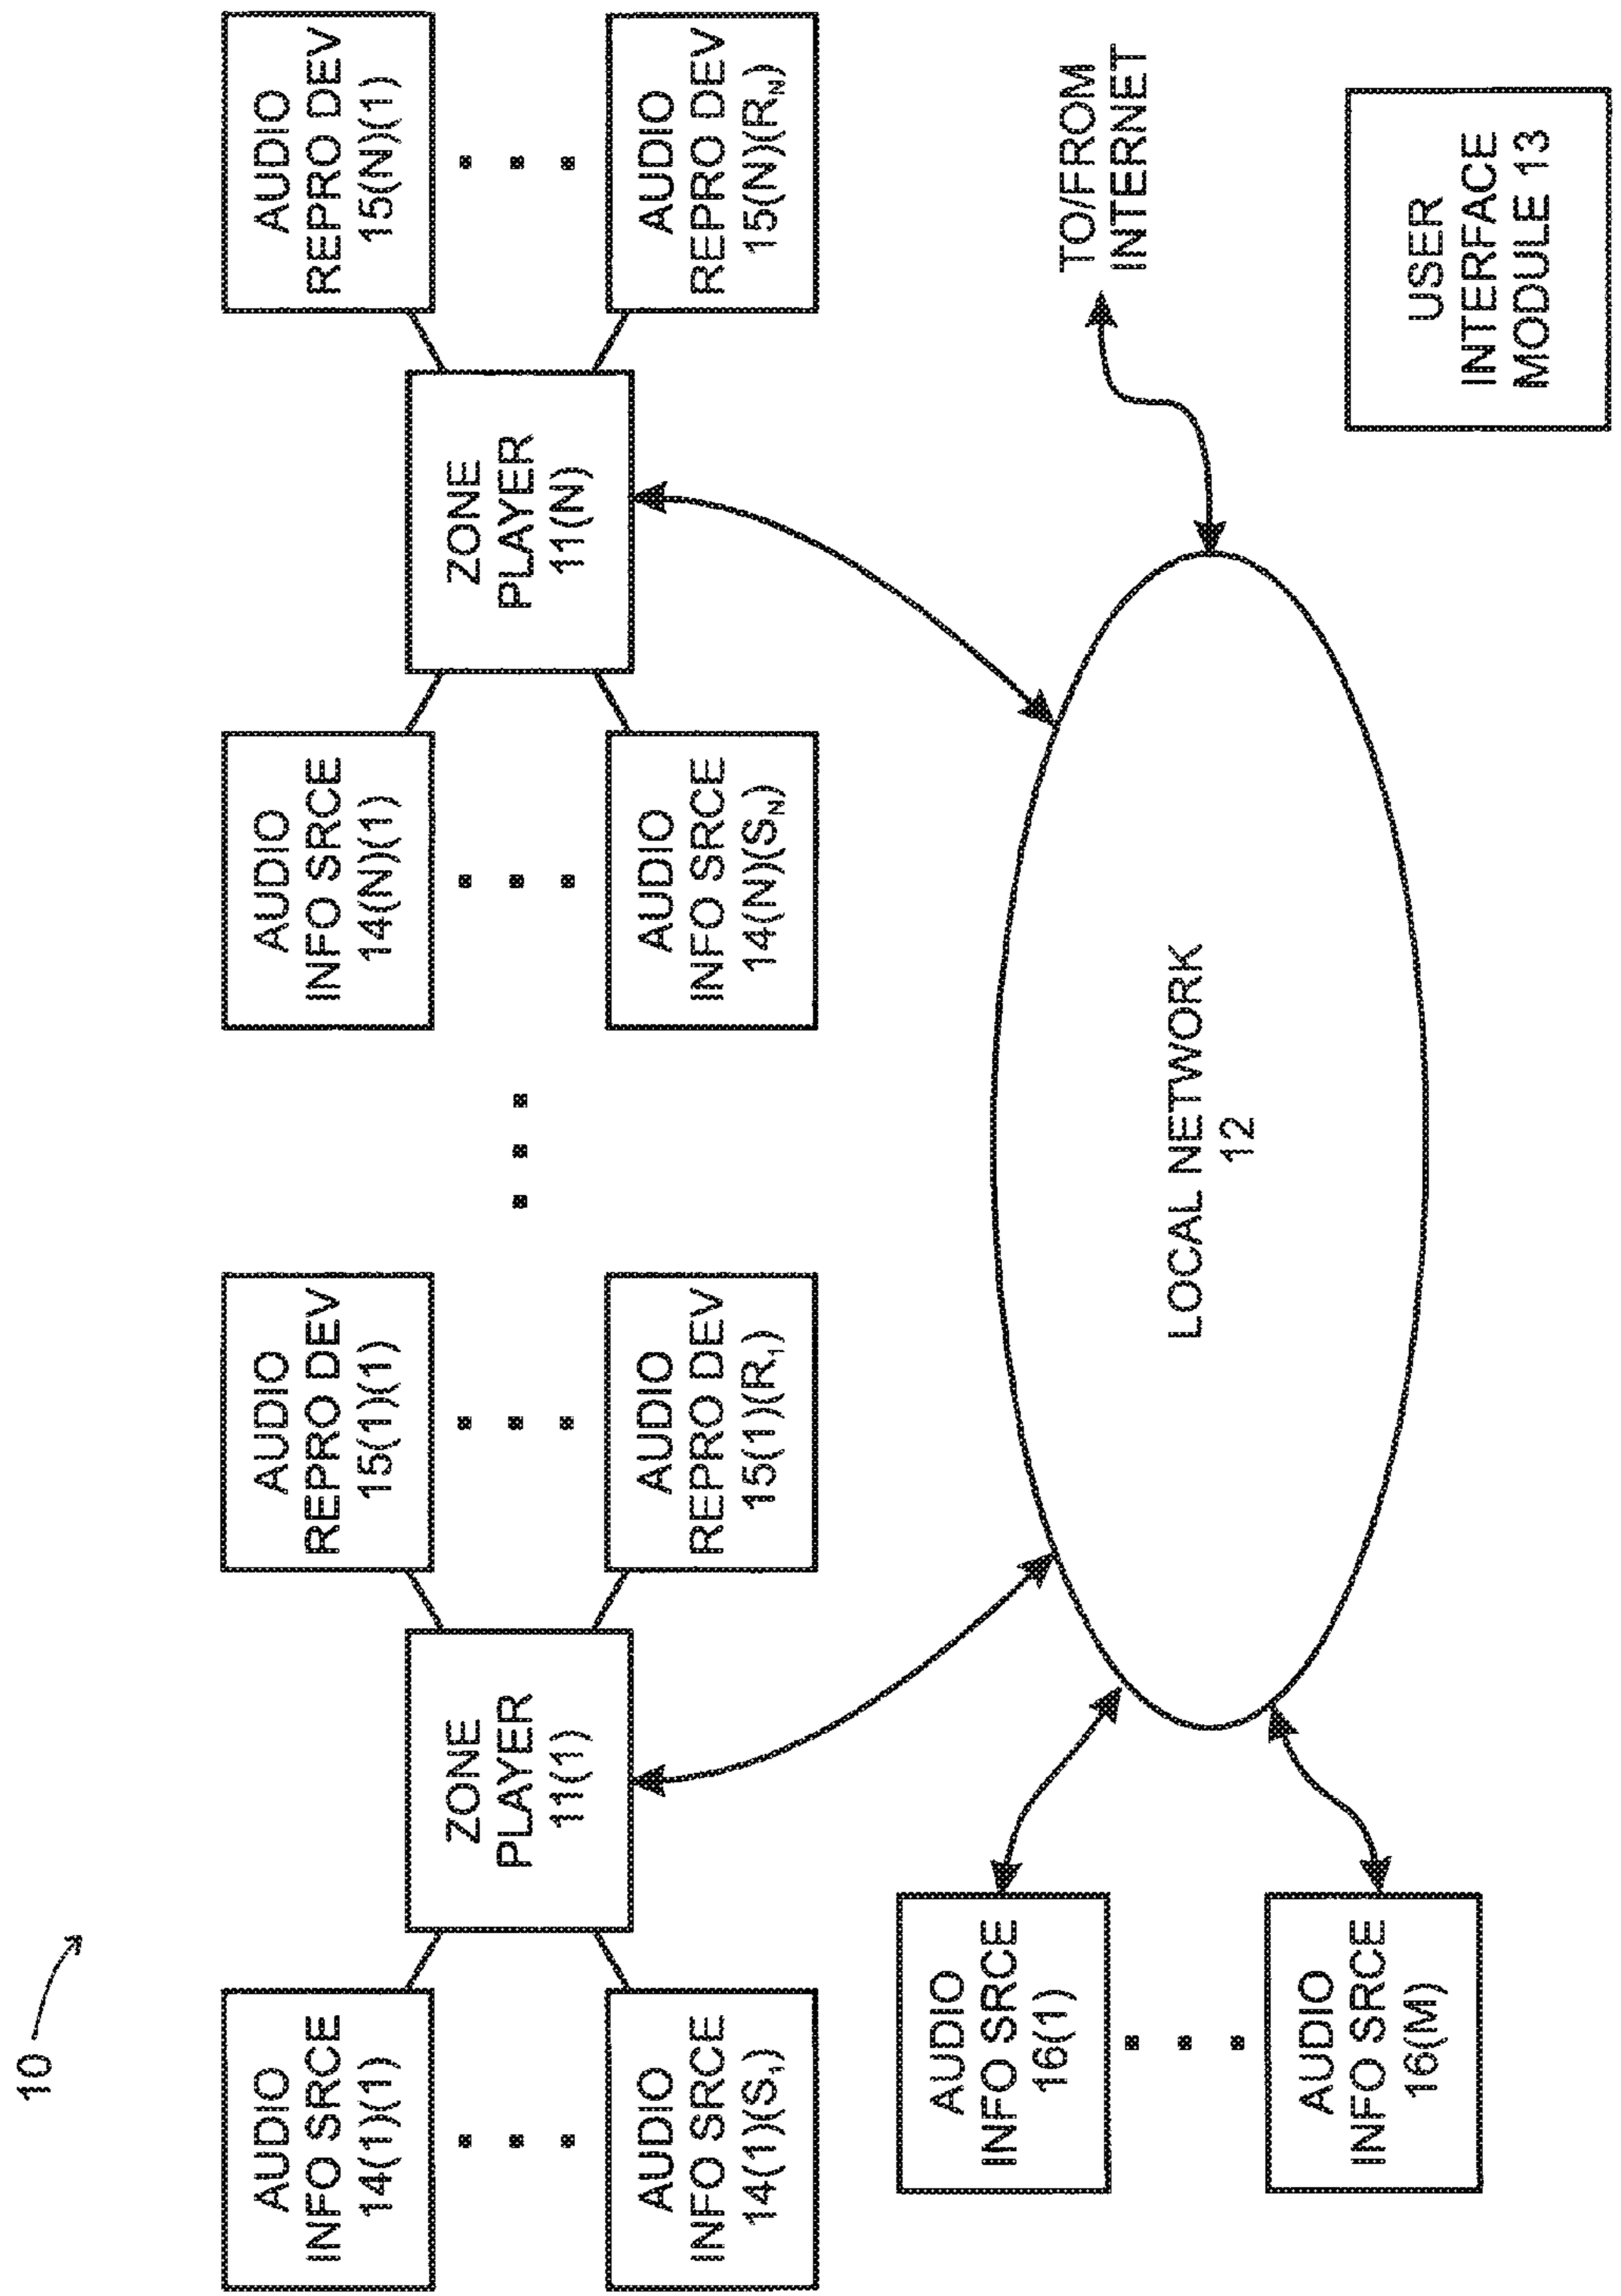 10
AUDIO
INFO SRCE
14(1)(1)
AUDIO
INFO SRCE
14(1)(S₁)
ZONE
PLAYER
11(1)
AUDIO
REPRO DEV
15(1)(1)
AUDIO
REPRO DEV
15(1)(R₁)
AUDIO
INFO SRCE
14(N)(1)
AUDIO
INFO SRCE
14(N)(S_N)
ZONE
PLAYER
11(N)
AUDIO
REPRO DEV
15(N)(1)
AUDIO
REPRO DEV
15(N)(R_N)
AUDIO
INFO SRCE
16(1)
AUDIO
INFO SRCE
16(M)
LOCAL NETWORK
12
TO/FROM
INTERNET
USER
INTERFACE
MODULE 13